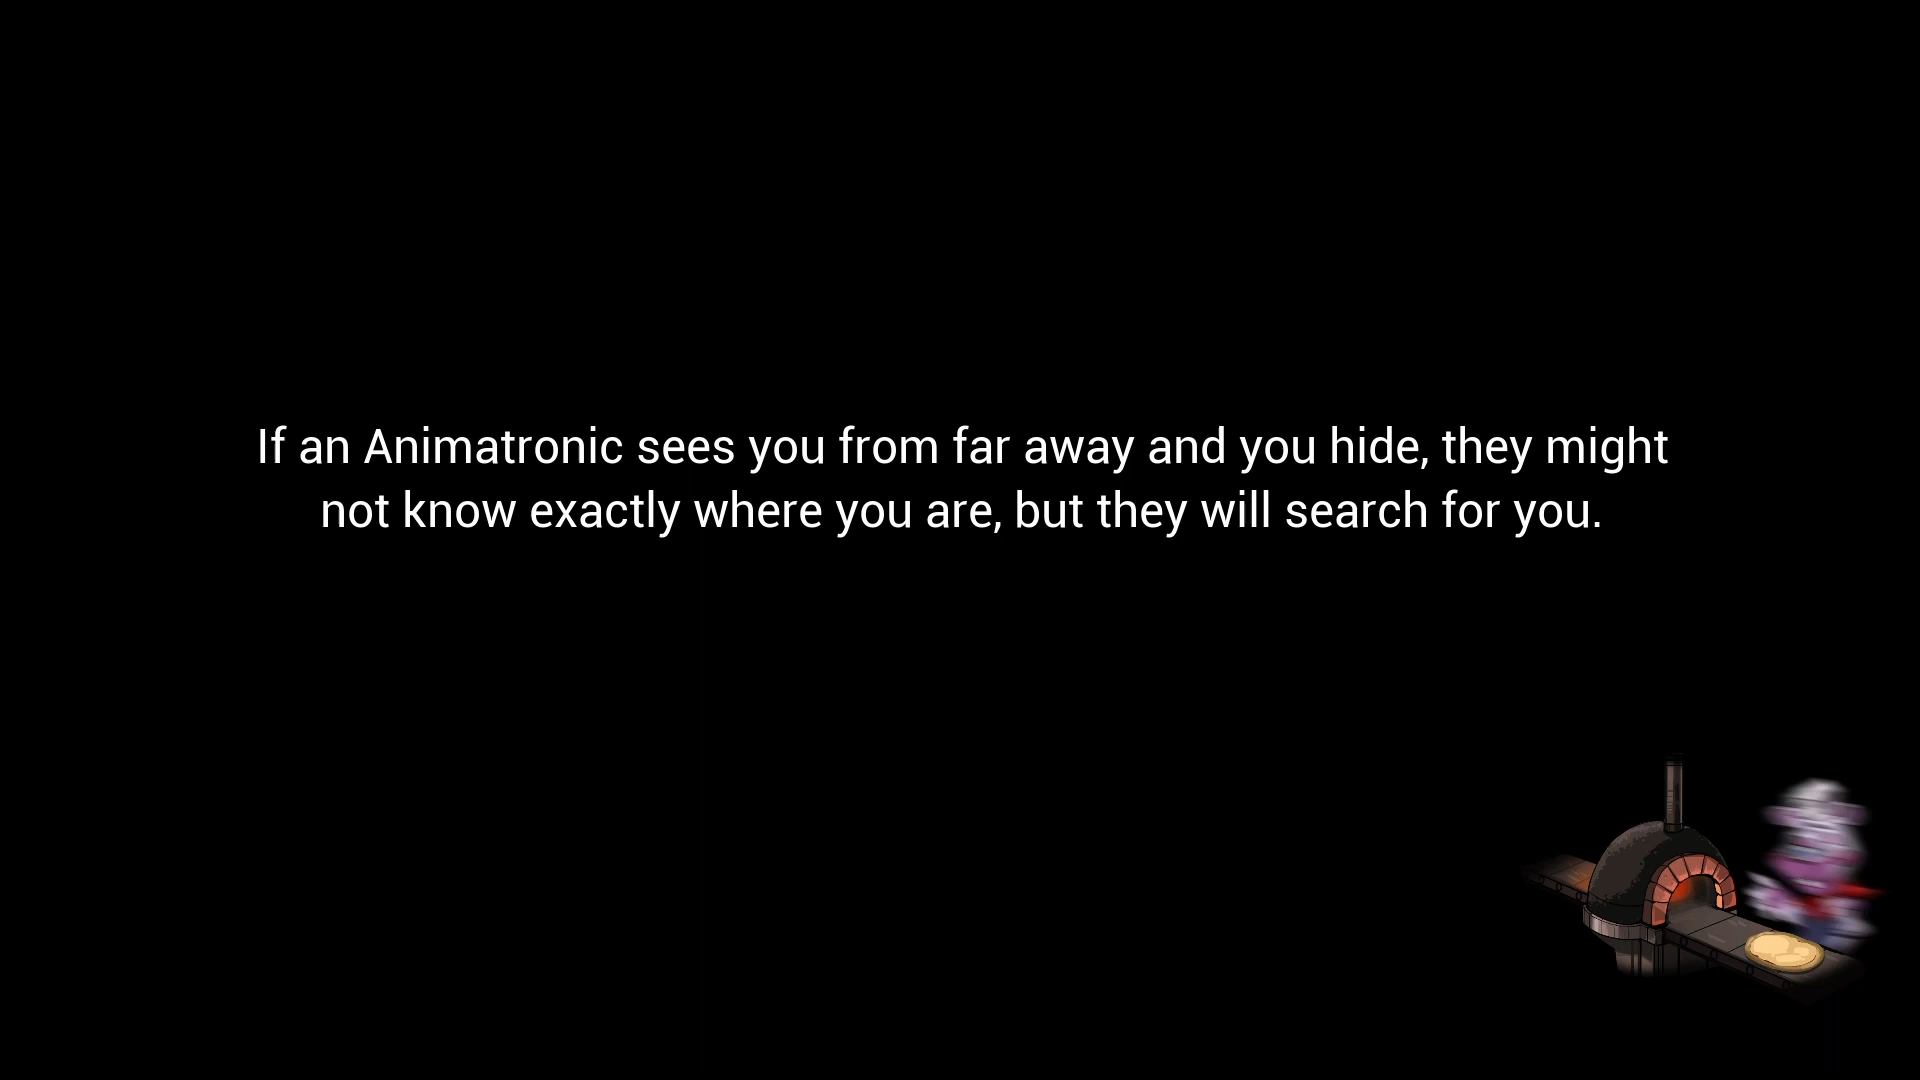 If an Animatronic sees you from far away and you hide, they might
not know exactly where you are, but they will search for you.